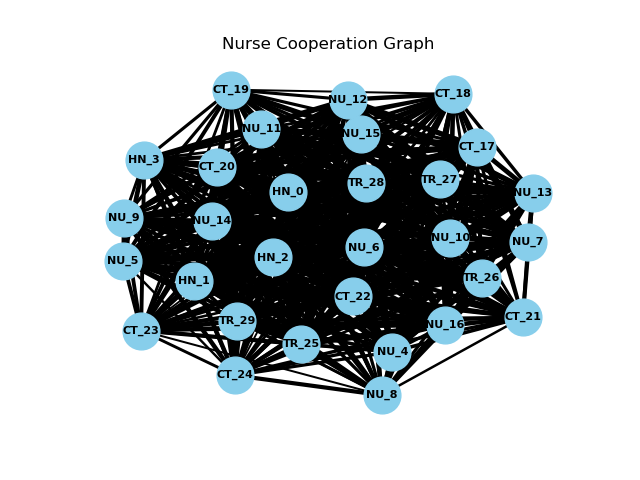 Nurse Cooperation Graph
CT_19
CT_18
NU_12
NU_11
NU_15
CT_17
HN_3
CT_20
TR_28
TR_27
HN_0
NU_13
NU_9
NU_14
NU_10
NU_7
NU_6
HN_2
NU_5
HN_1
TR_26
CT_22
CT_21
TR_29
NU_16
CT_23
TR_25
NU_4
CT_24
NU_8